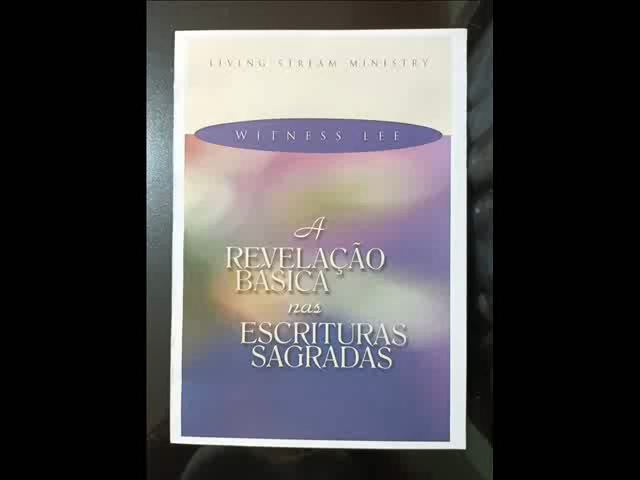 LIVING STREAM MINISTRY
WITNESS LEE
A
REVELAÇÃO
BÁSICA
nas
ESCRITURAS
SAGRADAS